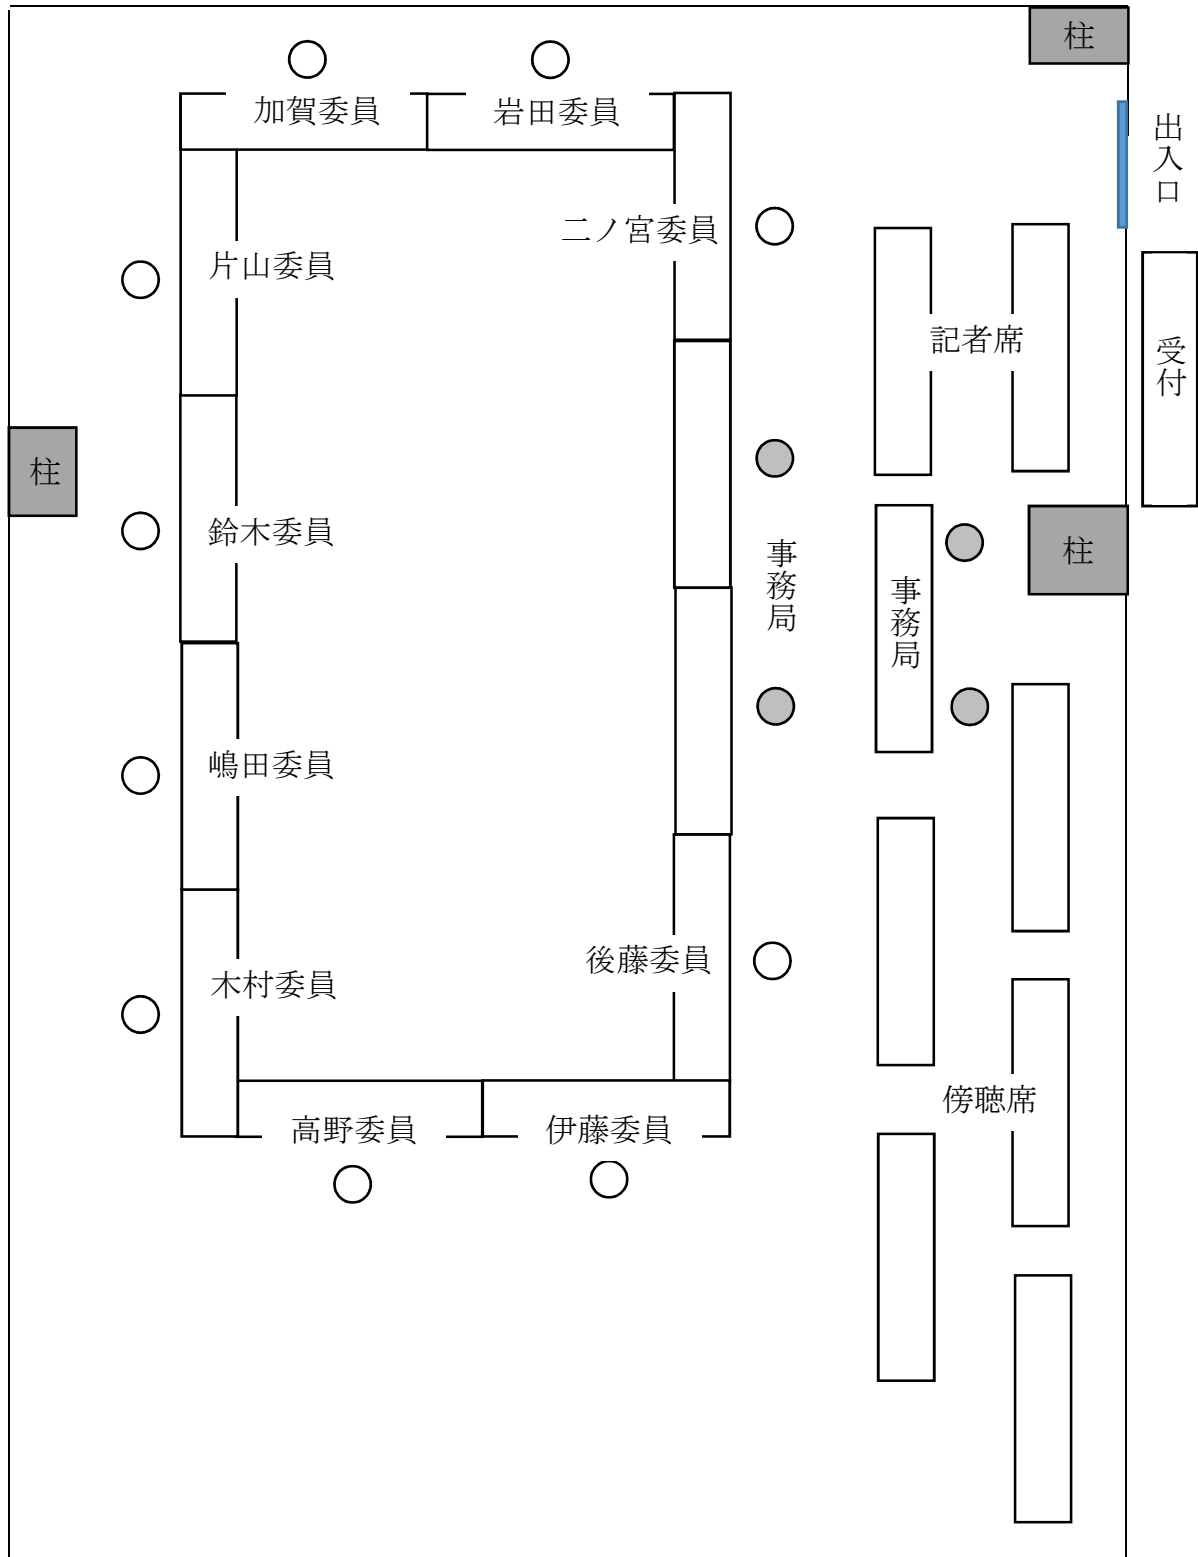 柱
加賀委員
岩田委員
出入口
二ノ宮委員
片山委員
記者席
受付
柱
鈴木委員
事務局
柱
事務局
嶋田委員
後藤委員
木村委員
傍聴席
高野委員
伊藤委員